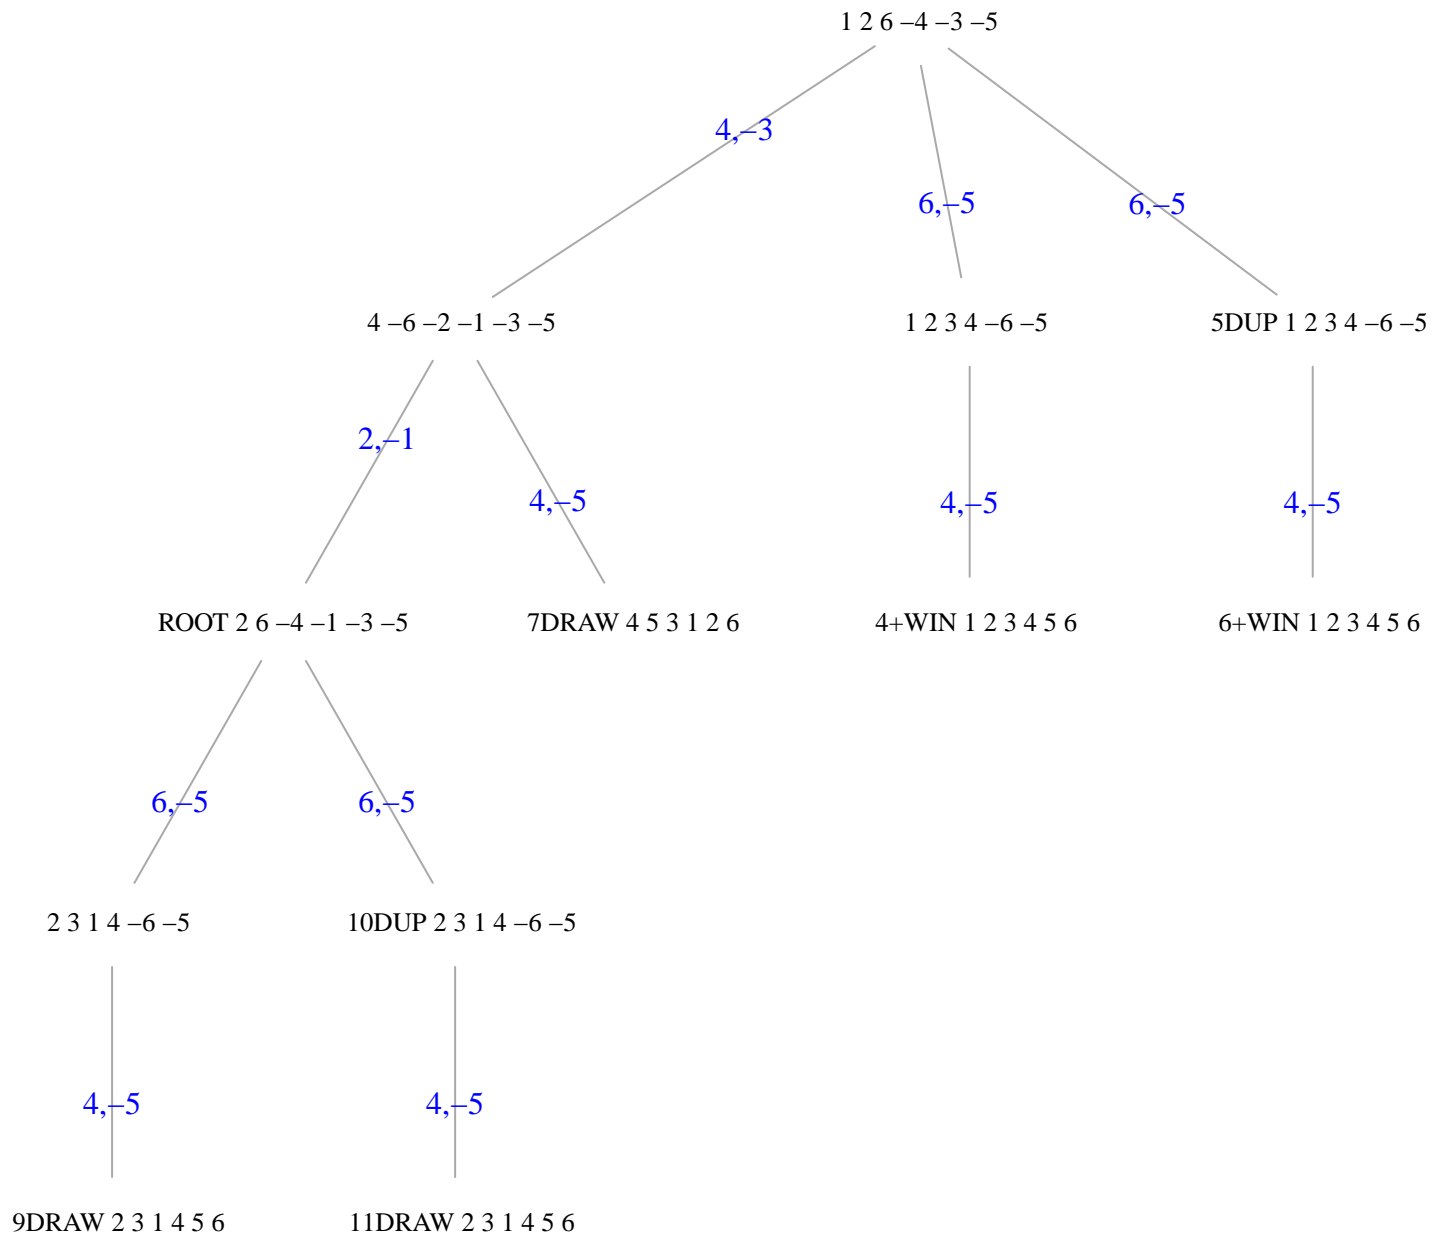 1 2 6 –4 –3 –5
4,–3
6,–5
6,–5
4 –6 –2 –1 –3 –5
1 2 3 4 –6 –5
5DUP 1 2 3 4 –6 –5
2,–1
4,–5
4,–5
4,–5
ROOT 2 6 –4 –1 –3 –5
7DRAW 4 5 3 1 2 6
4+WIN 1 2 3 4 5 6
6+WIN 1 2 3 4 5 6
6,–5
6,–5
2 3 1 4 –6 –5
10DUP 2 3 1 4 –6 –5
4,–5
4,–5
9DRAW 2 3 1 4 5 6
11DRAW 2 3 1 4 5 6